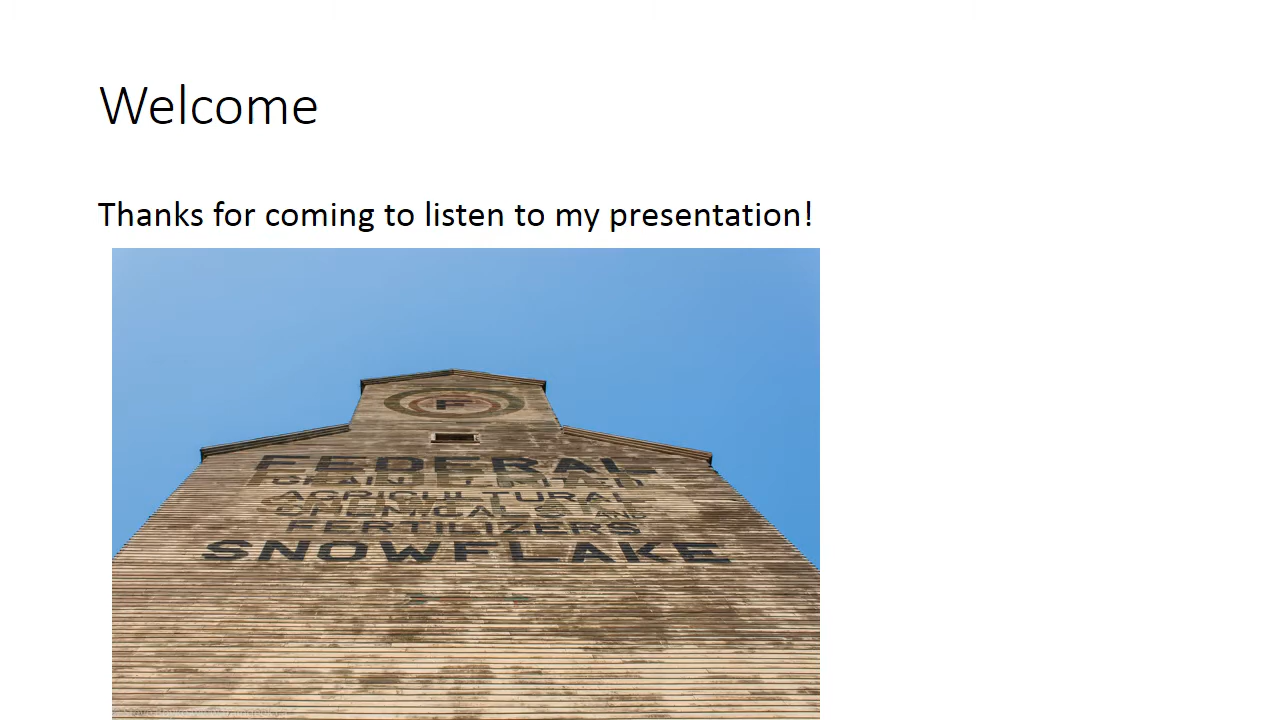 Welcome
Thanks for coming to listen to my presentation!
F
FEDERAL
GRAIN LIMITED
AGRICULTURAL
CHEMICALS AND
FERTILIZERS
SNOWFLAKE